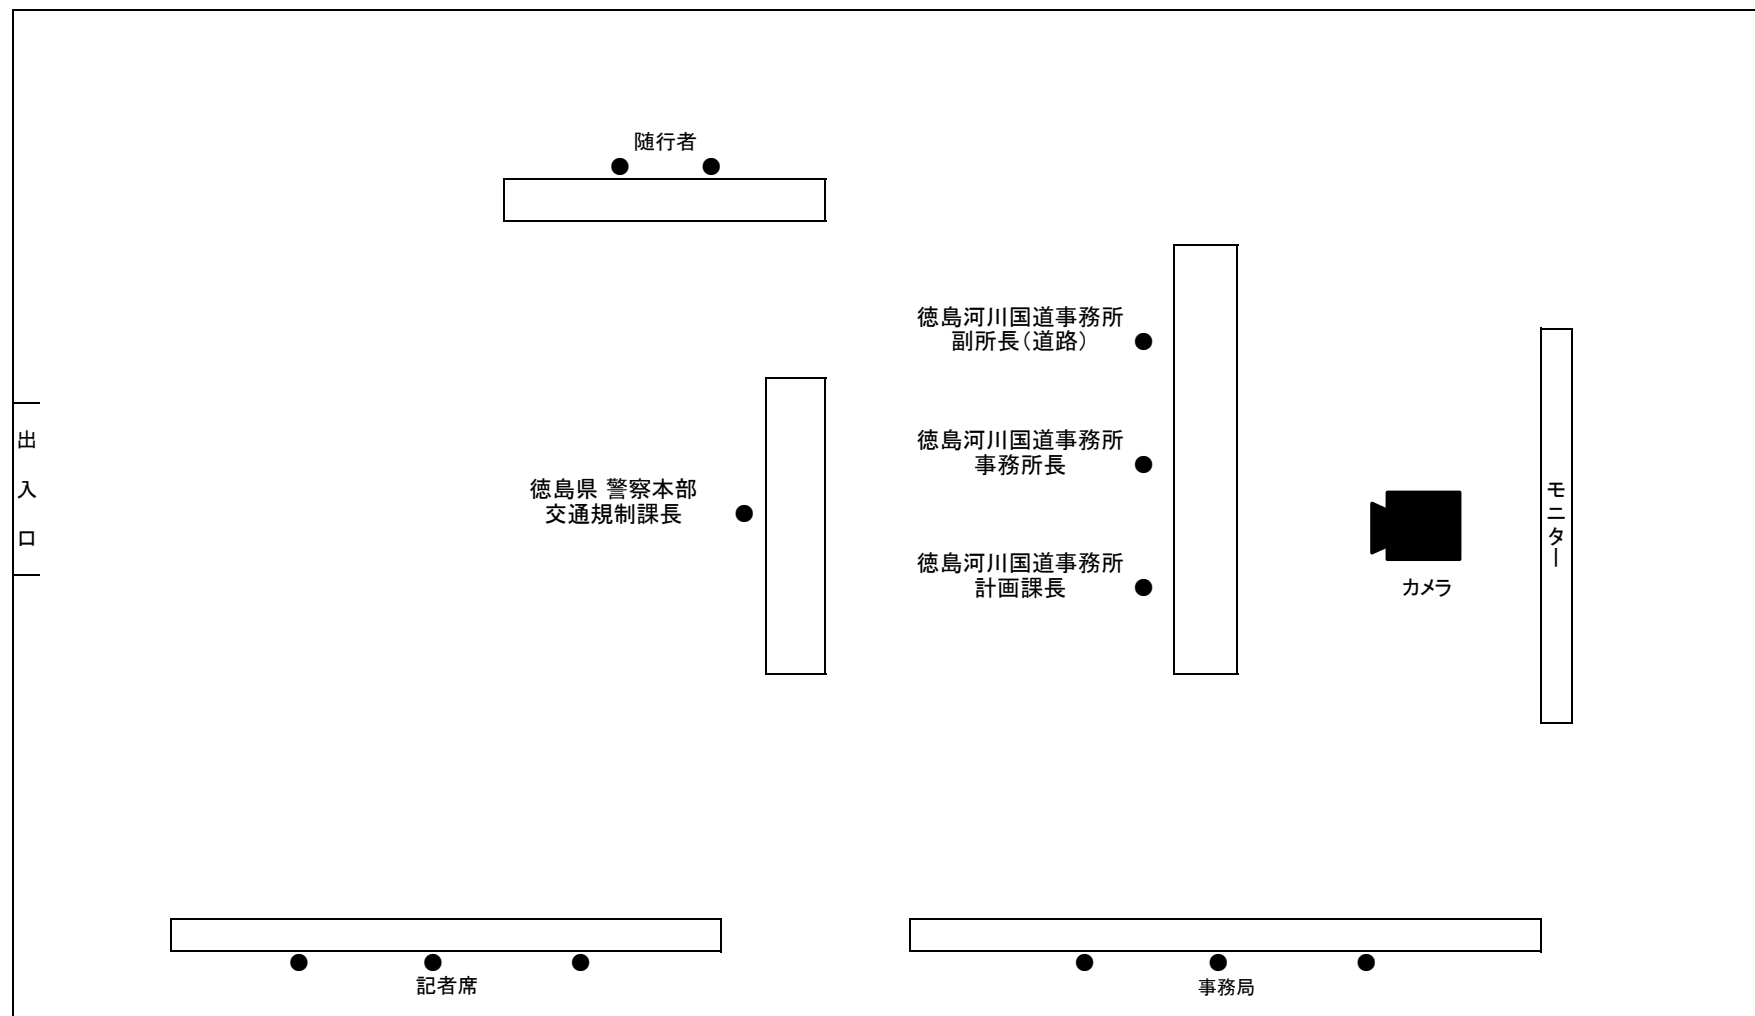 随行者
徳島河川国道事務所
副所長（道路）
徳島河川国道事務所
事務所長
徳島県 警察本部
交通規制課長
徳島河川国道事務所
計画課長
出入口
カメラ
モニター
記者席
事務局